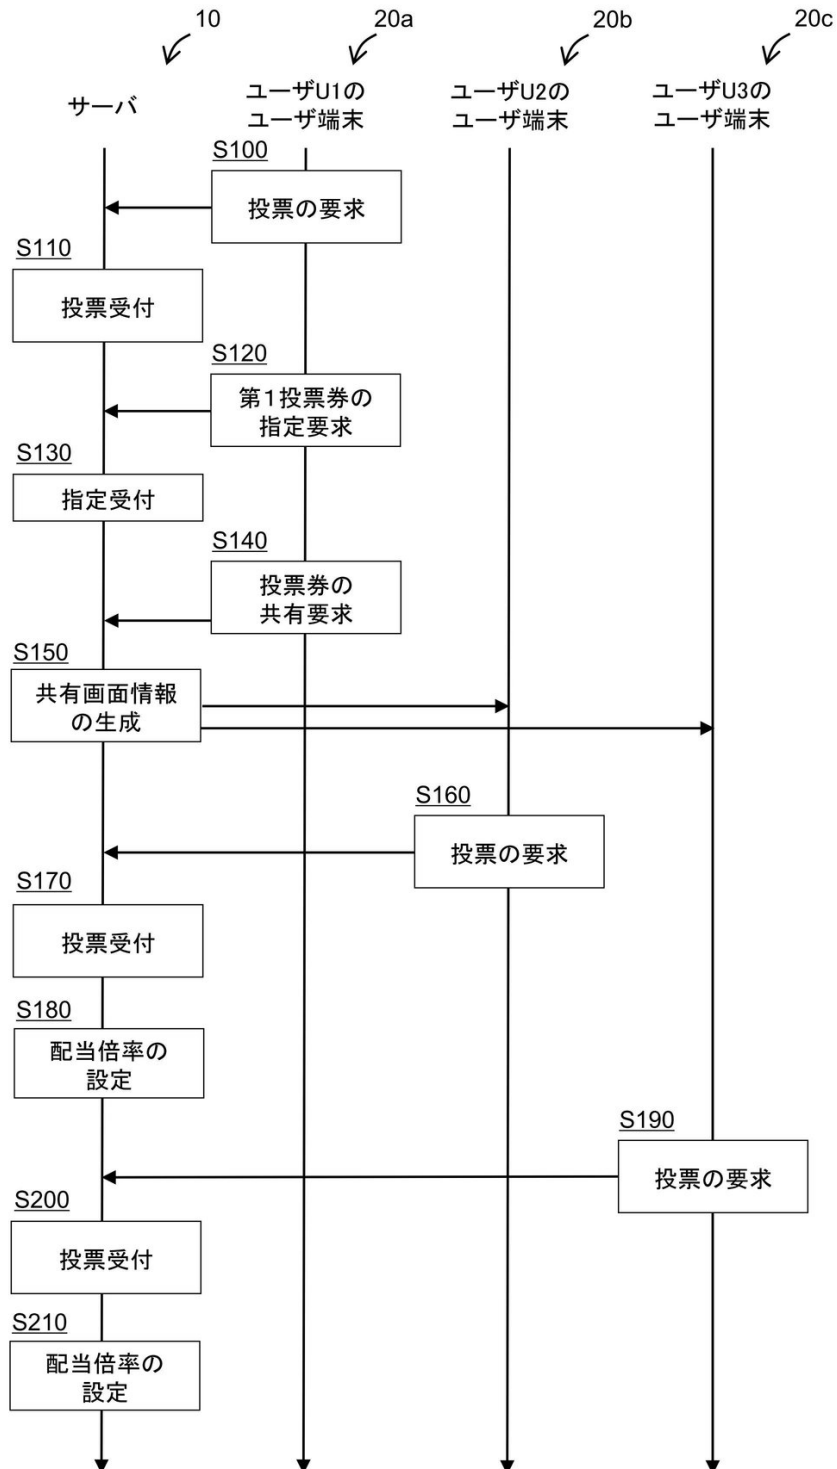 10
20a
20b
20c
サーバ
ユーザU1の
ユーザ端末
ユーザU2の
ユーザ端末
ユーザU3の
ユーザ端末
S100
投票の要求
S110
投票受付
S120
第1投票券の
指定要求
S130
指定受付
S140
投票券の
共有要求
S150
共有画面情報
の生成
S160
投票の要求
S170
投票受付
S180
配当倍率の
設定
S190
投票の要求
S200
投票受付
S210
配当倍率の
設定